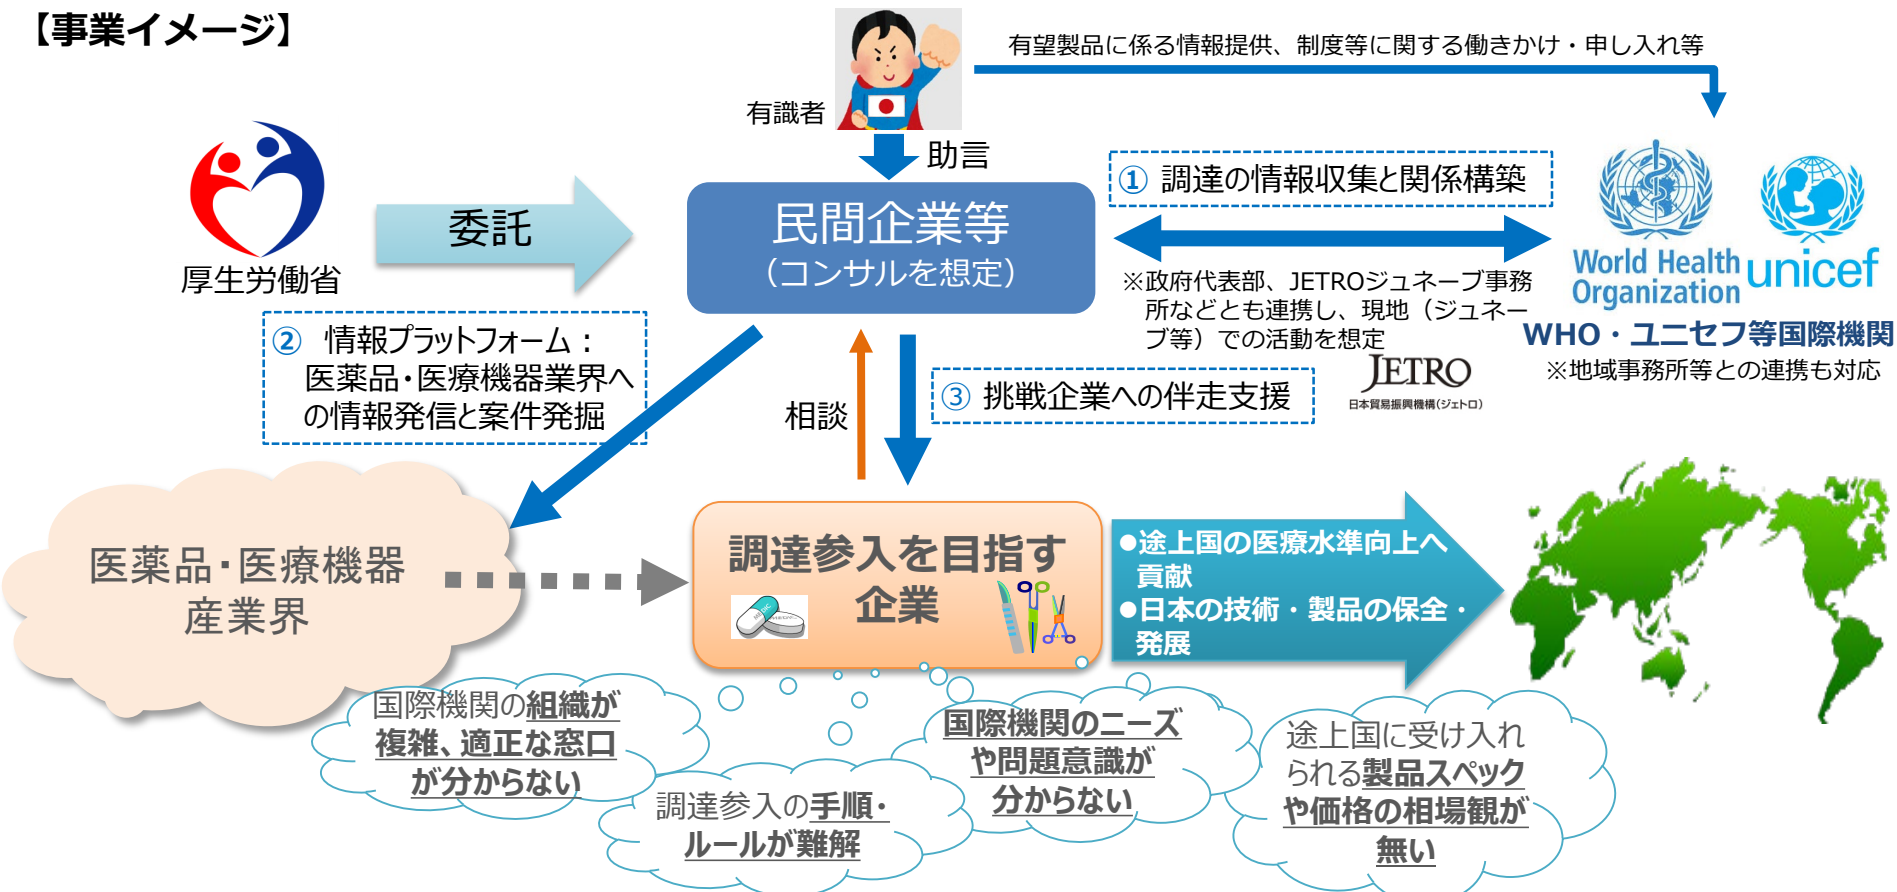 【事業イメージ】
有望製品に係る情報提供、制度等に関する働きかけ・申し入れ等
有識者
助言
厚生労働省
委託
民間企業等
（コンサルを想定）
① 調達の情報収集と関係構築
※政府代表部、JETROジュネーブ事務
所などとも連携し、現地（ジュネー
ブ等）での活動を想定
JETRO
日本貿易振興機構(ジェトロ)
World Health
Organization
unicef
WHO・ユニセフ等国際機関
※地域事務所等との連携も対応
② 情報プラットフォーム：
医薬品・医療機器業界へ
の情報発信と案件発掘
相談
③ 挑戦企業への伴走支援
医薬品・医療機器
産業界
調達参入を目指す
企業
●途上国の医療水準向上へ
貢献
●日本の技術・製品の保全・
発展
国際機関の組織が
複雑、適正な窓口
が分からない
調達参入の手順・
ルールが難解
国際機関のニーズ
や問題意識が
分からない
途上国に受け入れ
られる製品スペック
や価格の相場観が
無い